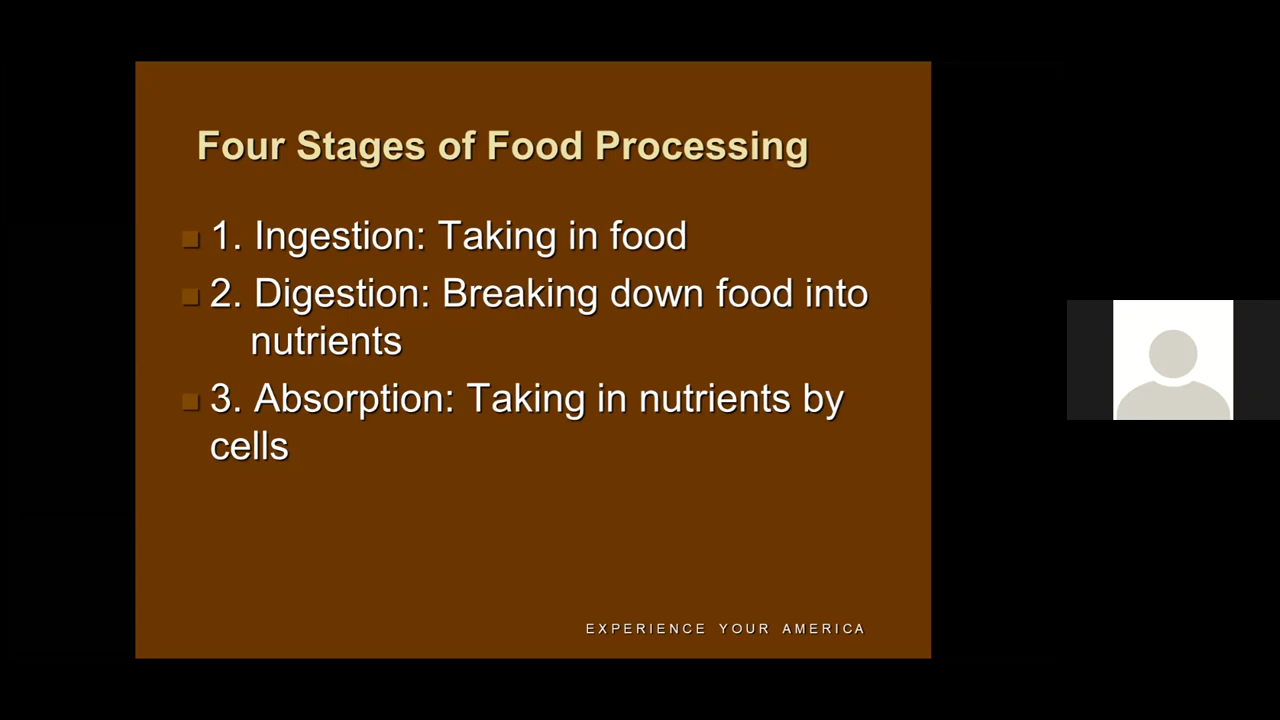 Four Stages of Food Processing
1. Ingestion: Taking in food
2. Digestion: Breaking down food into
nutrients
3. Absorption: Taking in nutrients by
cells
EXPERIENCE YOUR AMERICA